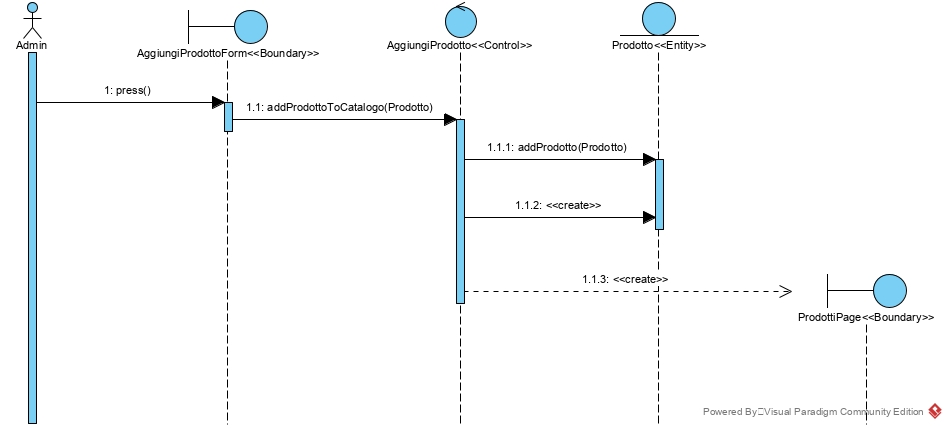 Admin
AggiungiProdottoForm<<Boundary>>
AggiungiProdotto<<Control>>
Prodotto<<Entity>>
1: press()
1.1: addProdottoToCatalogo(Prodotto)
1.1.1: addProdotto(Prodotto)
1.1.2: <<create>>
1.1.3: <<create>>
ProdottiPage<<Boundary>>
Powered By Visual Paradigm Community Edition